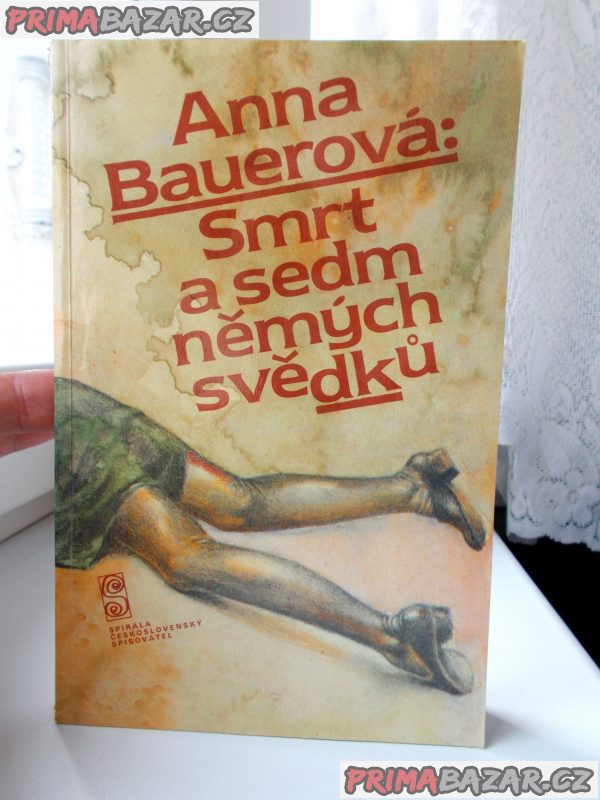 PRIMABAZAR.CZ
Anna
Bauerová:
Smrt
a sedm
němých
svědků
SPIRÁLA
ČESKOSLOVENSKÝ
SPISOVATEL
PRIMABAZAR.CZ